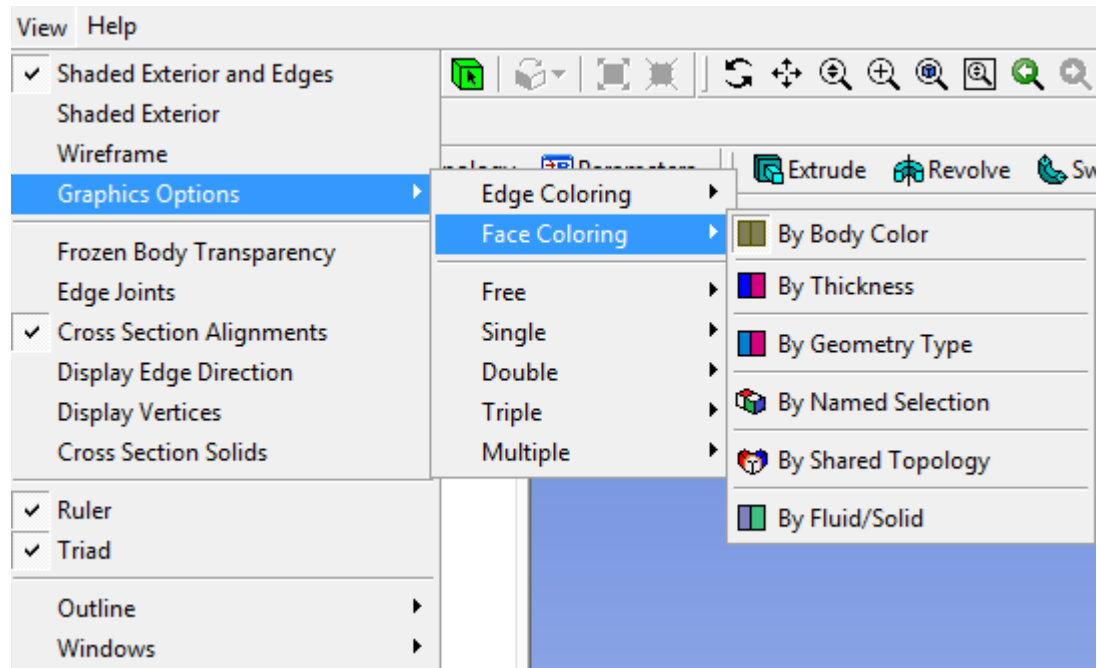 View Help
Shaded Exterior and Edges
Shaded Exterior
Wireframe
Graphics Options
Frozen Body Transparency
Edge Joints
Cross Section Alignments
Display Edge Direction
Display Vertices
Cross Section Solids
Ruler
Triad
Outline
Windows
Parameters
Extrude Revolve Sw
Edge Coloring
Face Coloring
Free
Single
Double
Triple
Multiple
By Body Color
By Thickness
By Geometry Type
By Named Selection
By Shared Topology
By Fluid/Solid